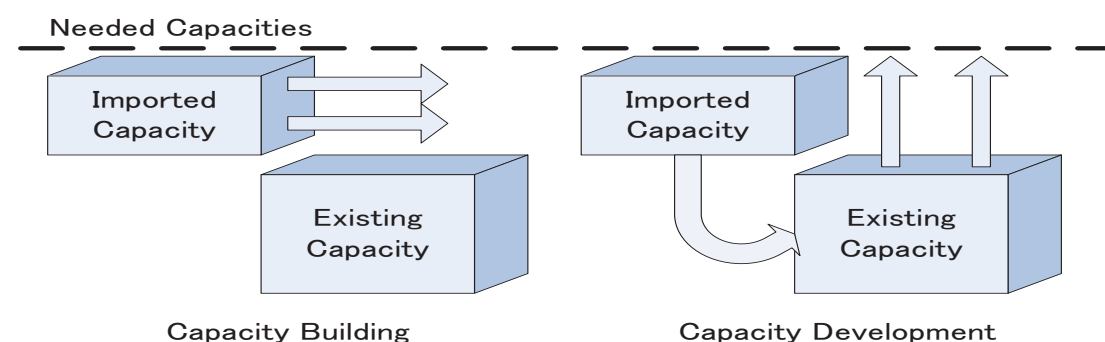 Needed Capacities
Imported
Capacity
Existing
Capacity
Capacity Building
Imported
Capacity
Existing
Capacity
Capacity Development